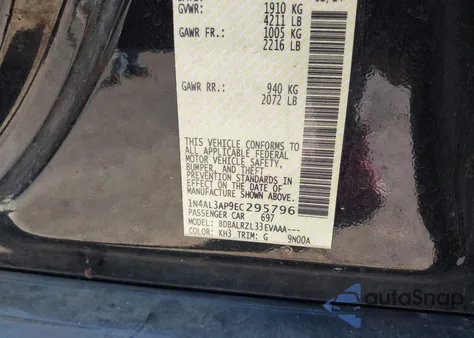 GVWR: 1910 KG
4211 LB
GAWR FR.: 1005 KG
2216 LB
GAWR RR.: 940 KG
2072 LB
THIS VEHICLE CONFORMS TO
ALL APPLICABLE FEDERAL
MOTOR VEHICLE SAFETY,
BUMPER, AND THEFT
PREVENTION STANDARDS
IN EFFECT ON THE DATE OF
MANUFACTURE SHOWN ABOVE.
1N4AL3AP9EC295796
PASSENGER CAR 697
MODEL: BDBALRZL33EVAAA---
COLOR: KH3 TRIM: G 9N00A
autoSnap